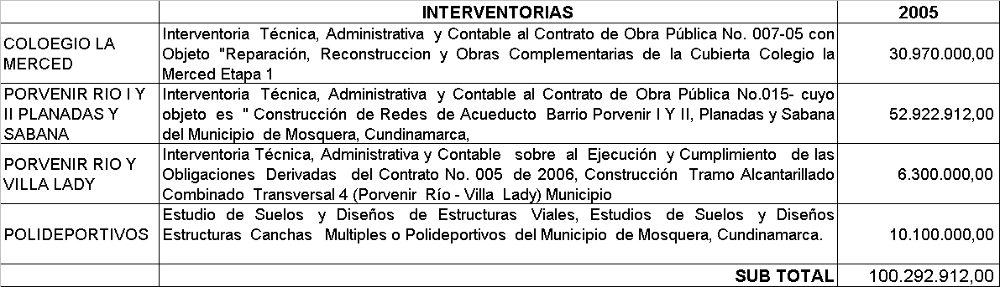 INTERVENTORIAS 2005
COLOEGIO LA MERCED
Interventoria Técnica, Administrativa y Contable al Contrato de Obra Pública No. 007-05 con
Objeto "Reparación, Reconstruccion y Obras Complementarias de la Cubierta Colegio la
Merced Etapa 1
30.970.000,00
PORVENIR RIO I Y
II PLANADAS Y
SABANA
Interventoria Técnica, Administrativa y Contable al Contrato de Obra Pública No.015- cuyo
objeto es " Construcción de Redes de Acueducto Barrio Porvenir I Y II, Planadas y Sabana
del Municipio de Mosquera, Cundinamarca,
52.922.912,00
PORVENIR RIO Y
VILLA LADY
Interventoria Técnica, Administrativa y Contable sobre al Ejecución y Cumplimiento de las
Obligaciones Derivadas del Contrato No. 005 de 2006, Construcción Tramo Alcantarillado
Combinado Transversal 4 (Porvenir Río - Villa Lady) Municipio
6.300.000,00
POLIDEPORTIVOS
Estudio de Suelos y Diseños de Estructuras Viales, Estudios de Suelos y Diseños
Estructuras Canchas Multiples o Polideportivos del Municipio de Mosquera, Cundinamarca.
10.100.000,00
SUB TOTAL 100.292.912,00